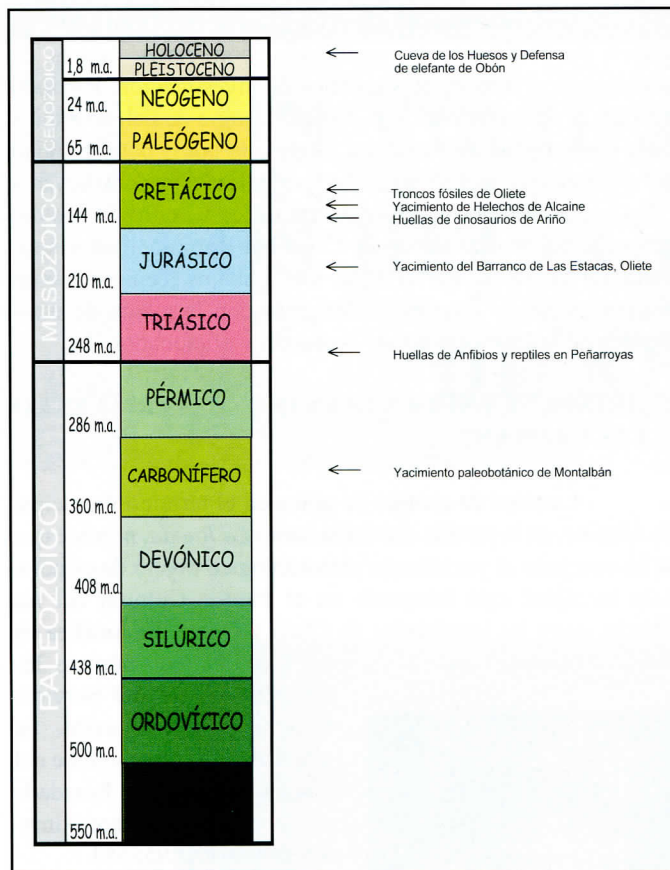 CENOZOICO
HOLOCENO
1,8 m.a.
PLEISTOCENO
24 m.a.
NEÓGENO
65 m.a.
PALEÓGENO
MESOZOICO
CRETÁCICO
144 m.a.
JURÁSICO
210 m.a.
TRIÁSICO
248 m.a.
PALEOZOICO
PÉRMICO
286 m.a.
CARBONÍFERO
360 m.a.
DEVÓNICO
408 m.a.
SILÚRICO
438 m.a.
ORDOVÍCICO
500 m.a.
550 m.a.
← Cueva de los Huesos y Defensa
de elefante de Obón
← Troncos fósiles de Oliete
← Yacimiento de Helechos de Alcaine
← Huellas de dinosaurios de Ariño
← Yacimiento del Barranco de Las Estacas, Oliete
← Huellas de Anfibios y reptiles en Peñarroyas
← Yacimiento paleobotánico de Montalbán